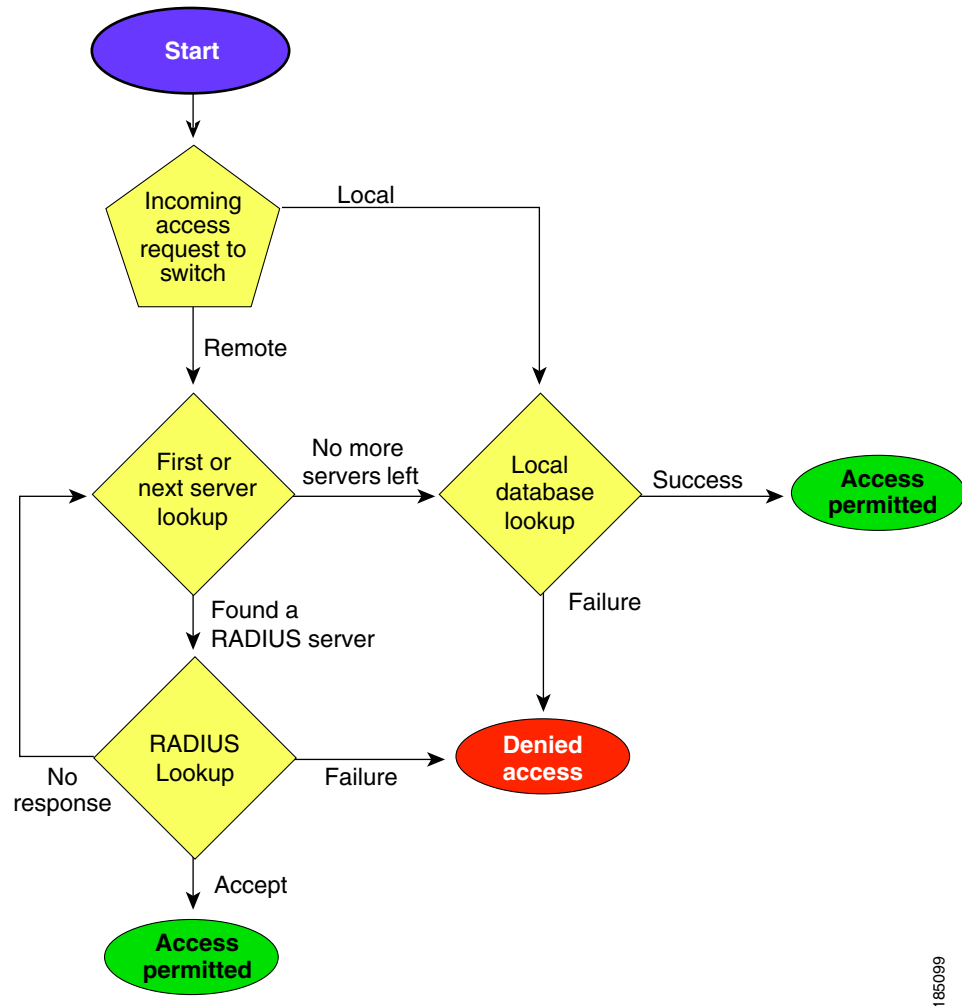 Start
Incoming
access
request to
switch
Local
Remote
First or
next server
lookup
No more
servers left
Local
database
lookup
Success
Access
permitted
Found a
RADIUS server
Failure
RADIUS
Lookup
No
response
Failure
Denied
access
Accept
Access
permitted
185099